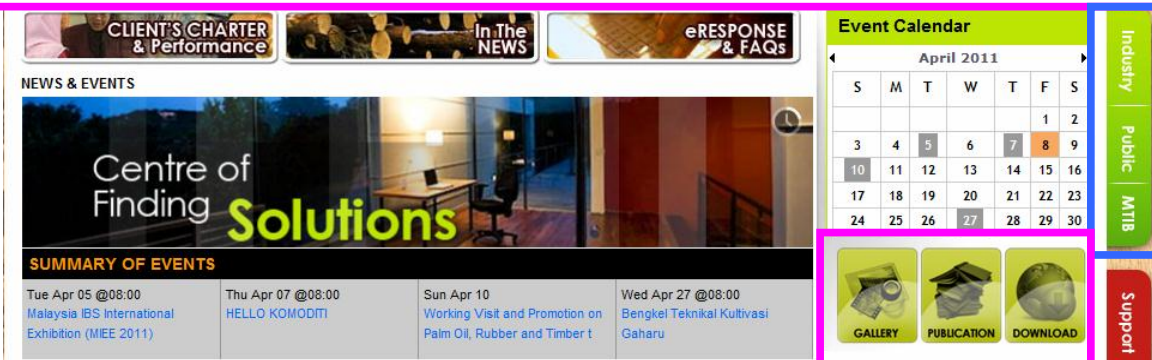 CLIENT'S CHARTER
& Performance
In The
NEWS
eRESPONSE
& FAQs
NEWS & EVENTS
Centre of
Finding Solutions
SUMMARY OF EVENTS
Tue Apr 05 @08:00
Malaysia IBS International
Exhibition (MIEE 2011)
Thu Apr 07 @08:00
HELLO KOMODITI
Sun Apr 10
Working Visit and Promotion on
Palm Oil, Rubber and Timber t
Wed Apr 27 @08:00
Bengkel Teknikal Kultivasi
Gaharu
Event Calendar
April 2011
S M T W T F S
1 2
3 4 5 6 7 8 9
10 11 12 13 14 15 16
17 18 19 20 21 22 23
24 25 26 27 28 29 30
GALLERY
PUBLICATION
DOWNLOAD
Industry
Public
MTIB
Support